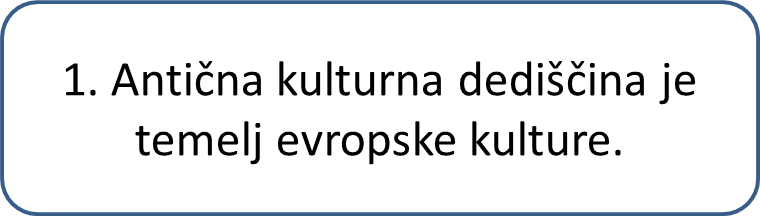 1. Antična kulturna dediščina je
temelj evropske kulture.